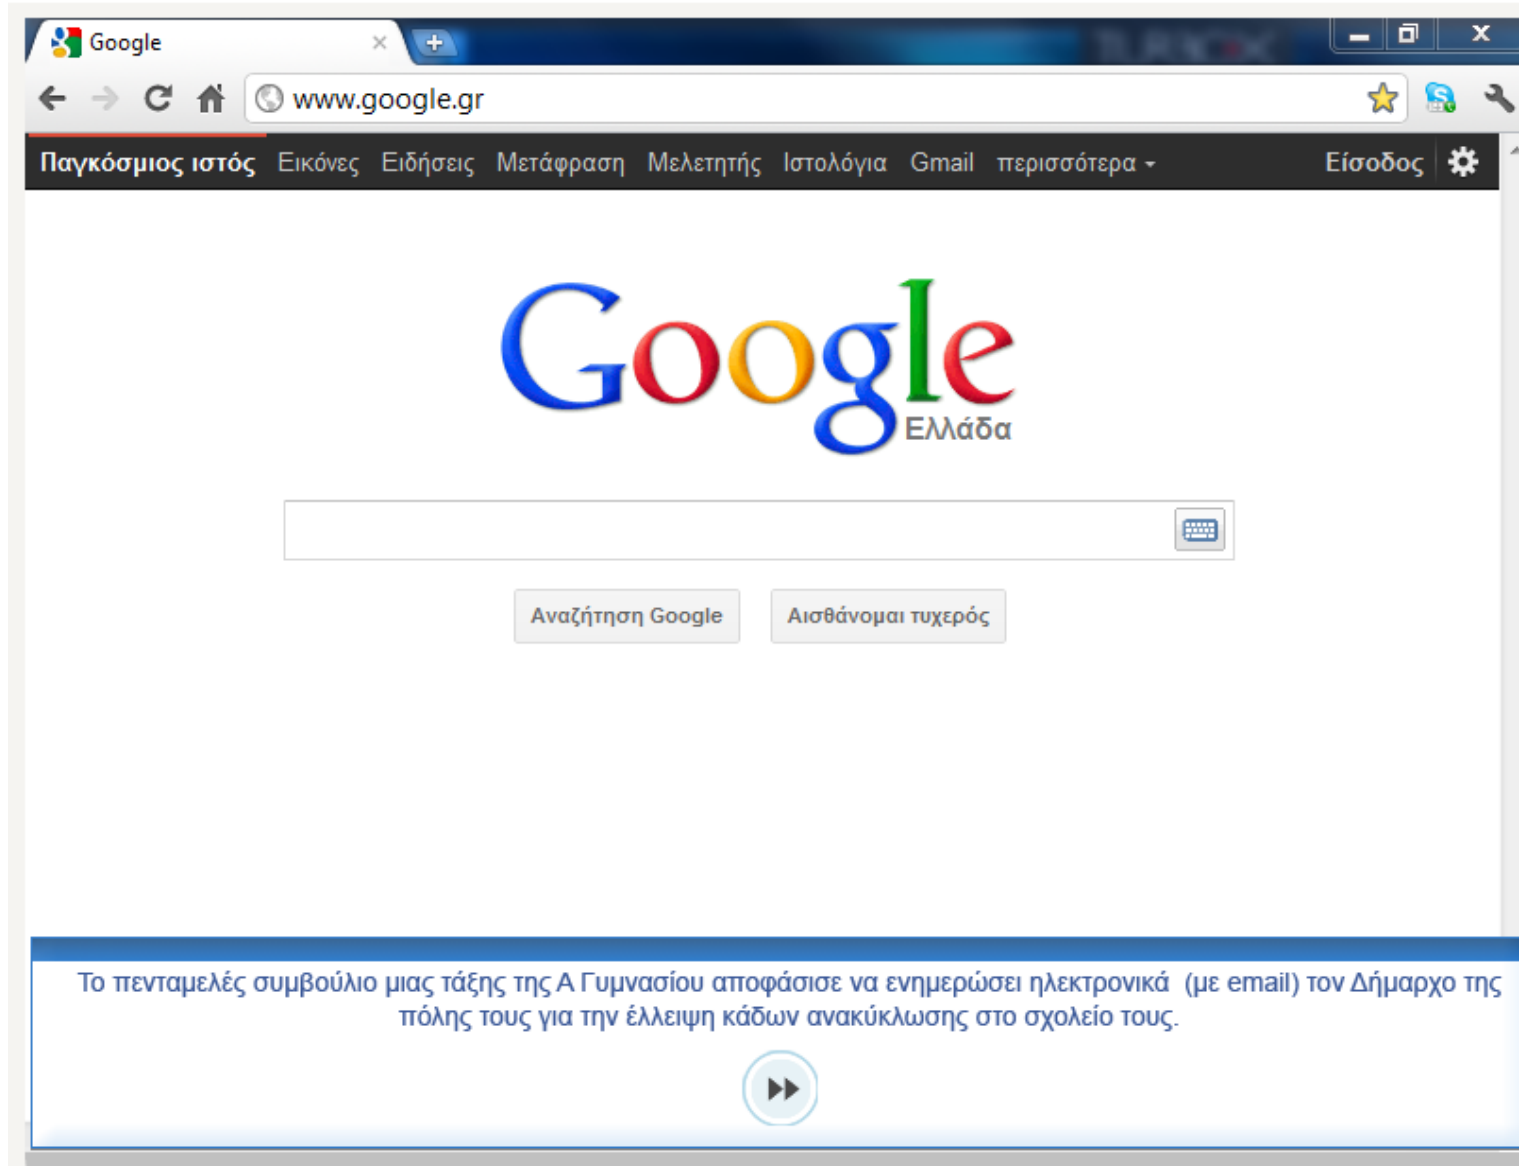 Google
www.google.gr
Παγκόσμιος ιστός Εικόνες Ειδήσεις Μετάφραση Μελετητής Ιστολόγια Gmail περισσότερα Είσοδος
Google
Ελλάδα
Αναζήτηση Google Αισθάνομαι τυχερός
Το πενταμελές συμβούλιο μιας τάξης της Α Γυμνασίου αποφάσισε να ενημερώσει ηλεκτρονικά (με email) τον Δήμαρχο της
πόλης τους για την έλλειψη κάδων ανακύκλωσης στο σχολείο τους.